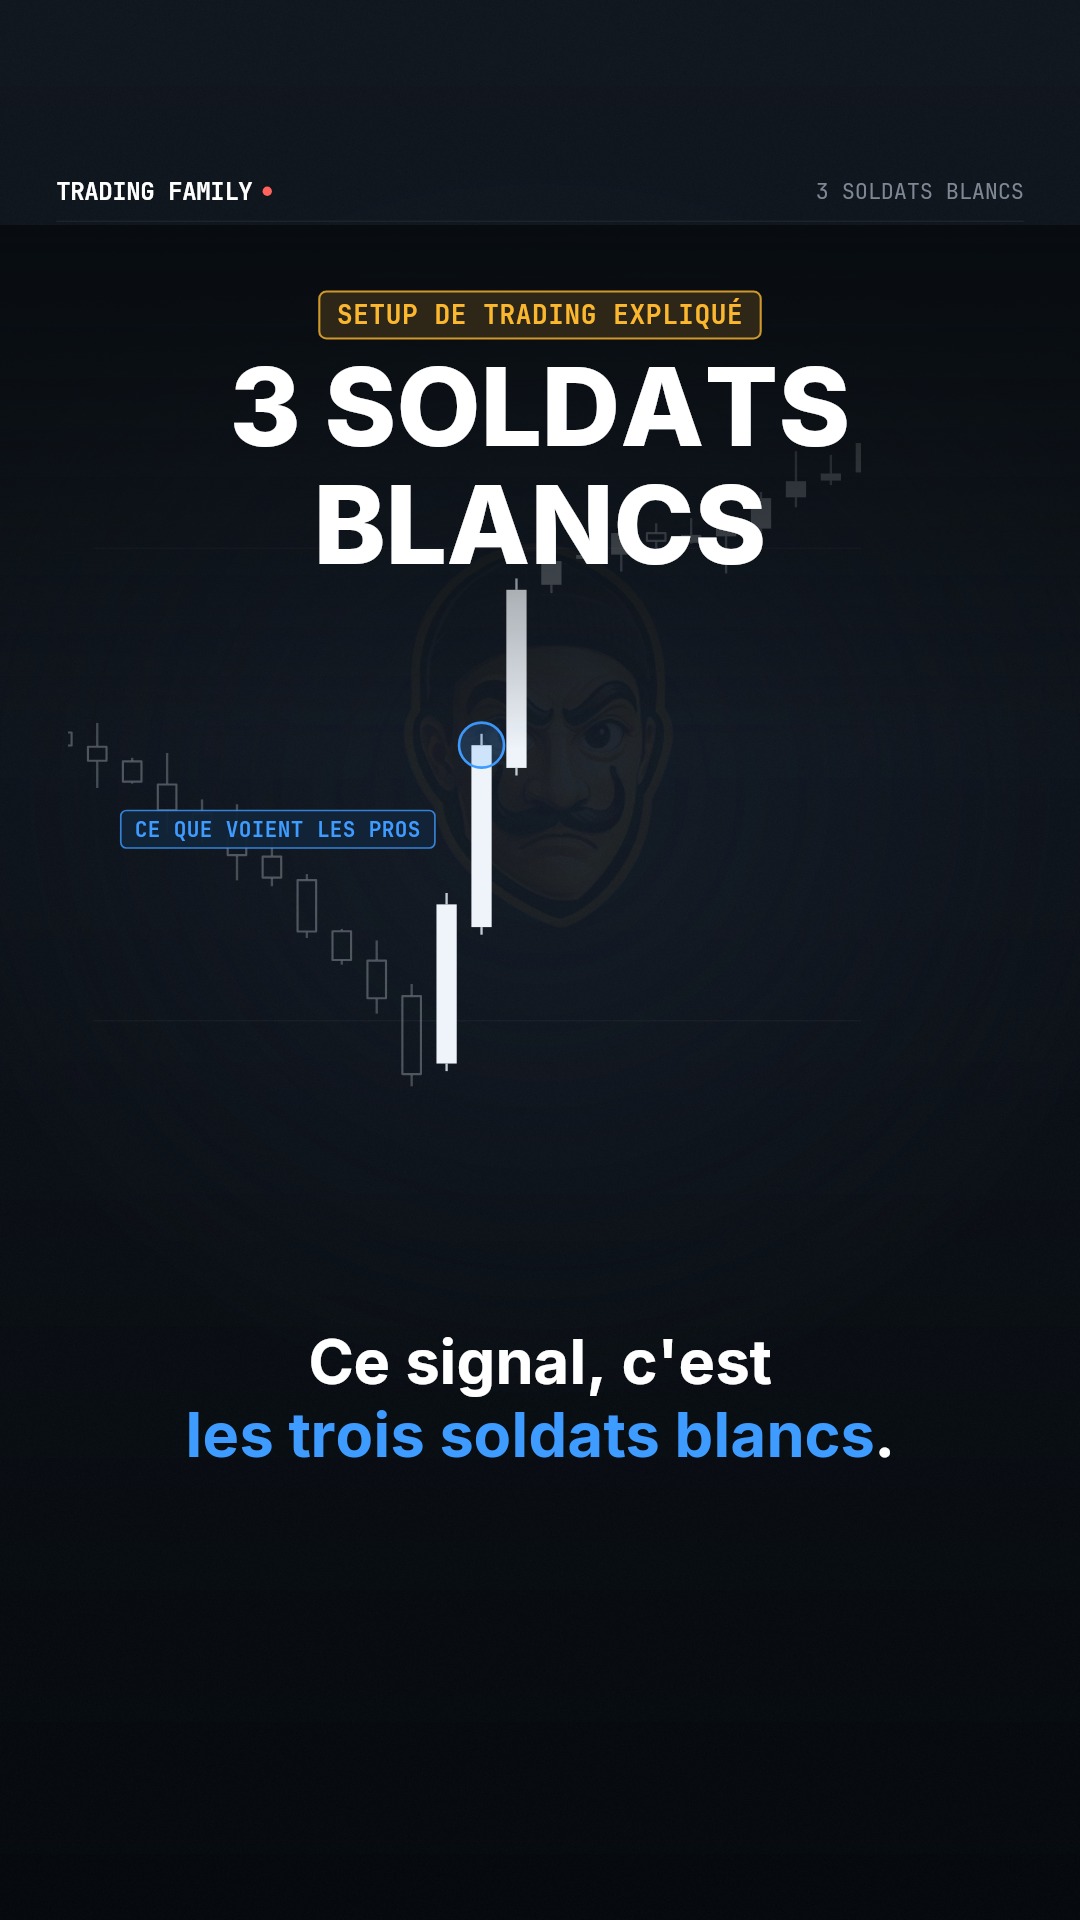 TRADING FAMILY
3 SOLDATS BLANCS
SETUP DE TRADING EXPLIQUÉ
3 SOLDATS
BLANCS
CE QUE VOIENT LES PROS
Ce signal, c'est
les trois soldats blancs.